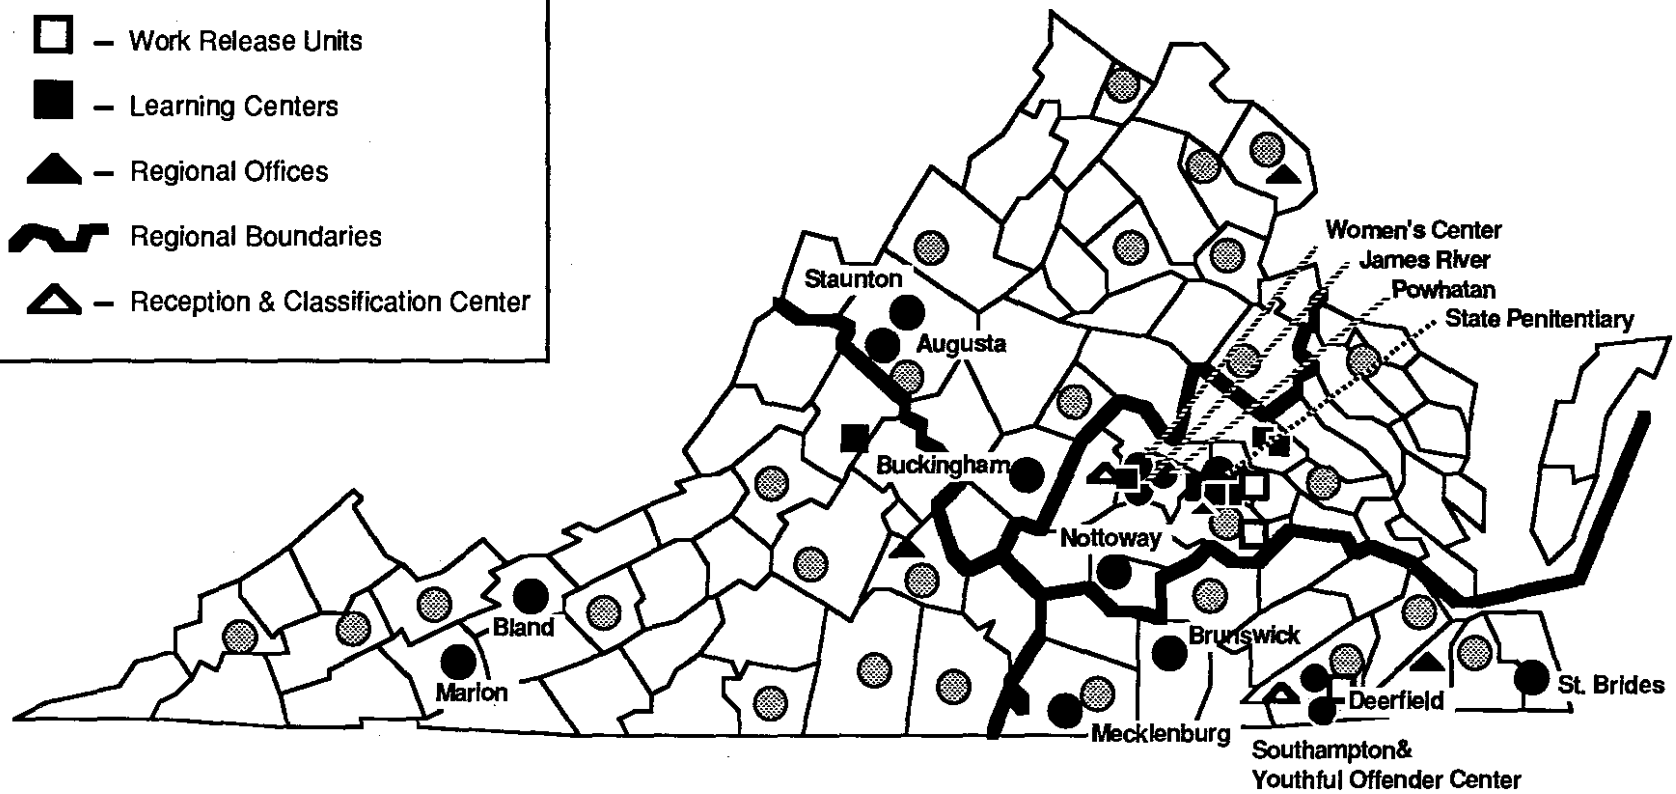 – Work Release Units
– Learning Centers
– Regional Offices
Regional Boundaries
– Reception & Classification Center
Women's Center
James River
Powhatan
State Penitentiary
Staunton
Augusta
Buckingham
Nottoway
Bland
Brunswick
Marion
St. Brides
Deerfield
Mecklenburg
Southampton&
Youthful Offender Center